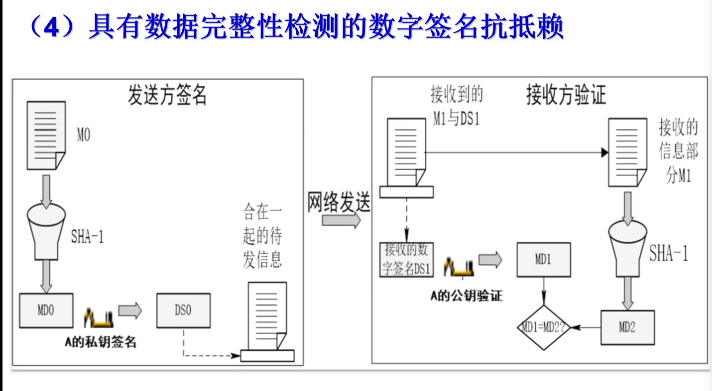 （4）具有数据完整性检测的数字签名抗抵赖
发送方签名
M0
SHA-1
MD0
A的私钥签名
DS0
合在一
起的待
发信息
网络发送
接收到的
M1与DS1
接收方验证
接收的
信息部
分M1
SHA-1
接收的数
字签名DS1
A的公钥验证
MD1
MD1=MD2?
MD2